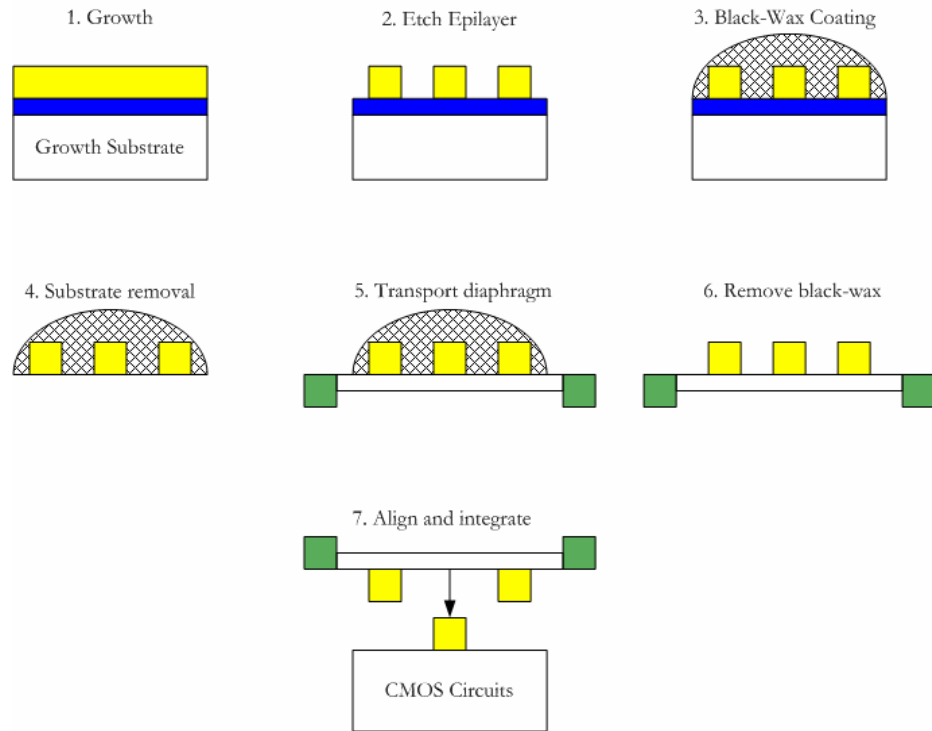 1. Growth
2. Etch Epilayer
3. Black-Wax Coating
Growth Substrate
4. Substrate removal
5. Transport diaphragm
6. Remove black-wax
7. Align and integrate
CMOS Circuits